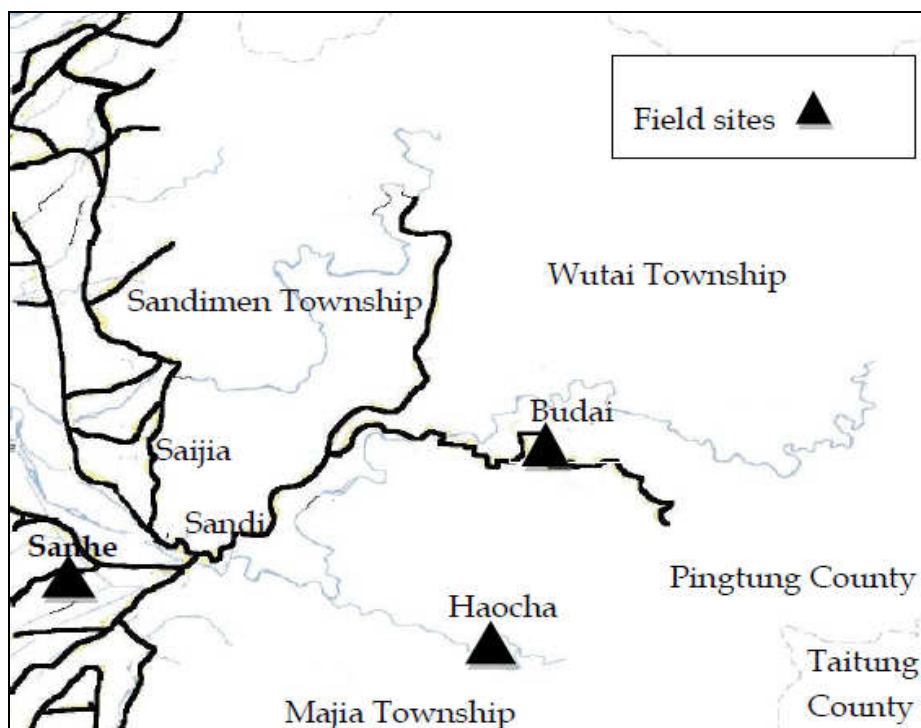 Field sites
Wutai Township
Sandimen Township
Budai
Saijia
Sandi
Sanhe
Pingtung County
Haocha
Taitung
County
Majia Township